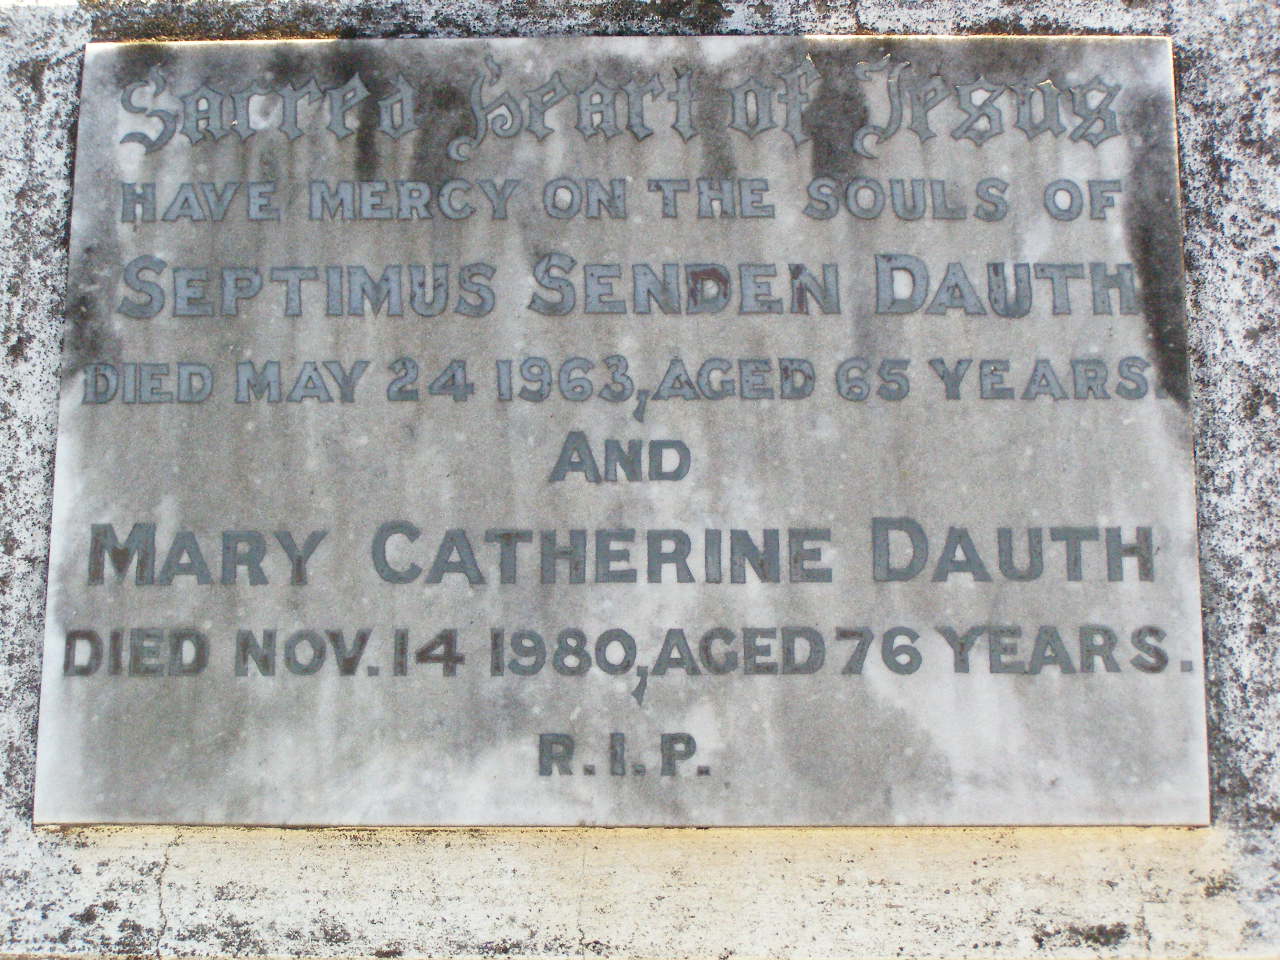 Sacred Heart of Jesus
HAVE MERCY ON THE SOULS OF
SEPTIMUS SENDEN DAUTH
DIED MAY 24 1963, AGED 65 YEARS.
AND
MARY CATHERINE DAUTH
DIED NOV. 14 1980, AGED 76 YEARS.
R.I.P.